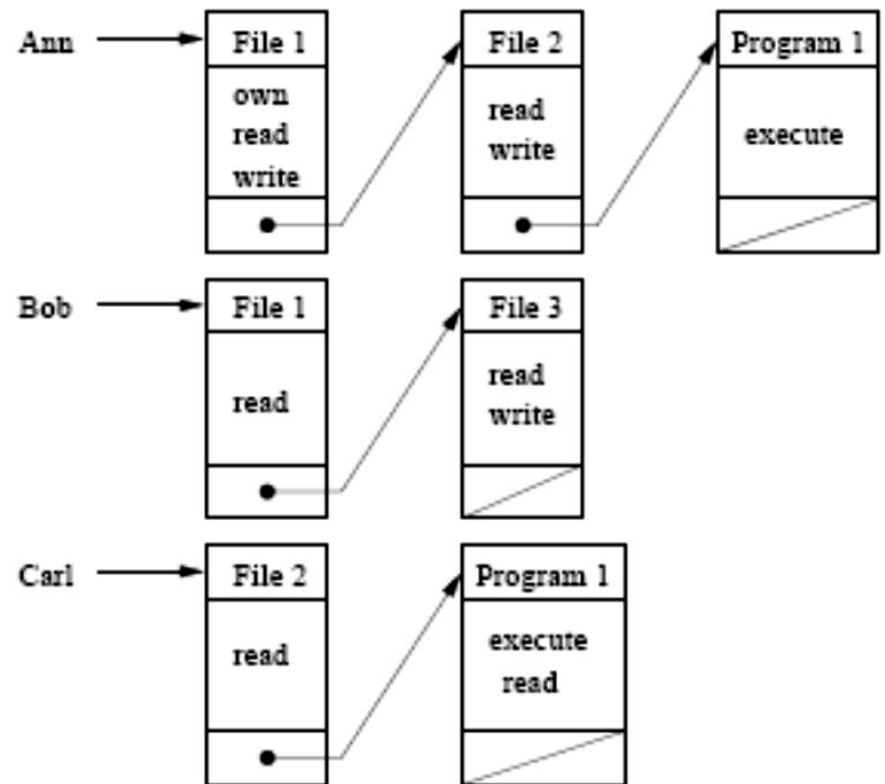 Ann
File 1
own
read
write
File 2
read
write
Program 1
execute
Bob
File 1
read
File 3
read
write
Carl
File 2
read
Program 1
execute
read